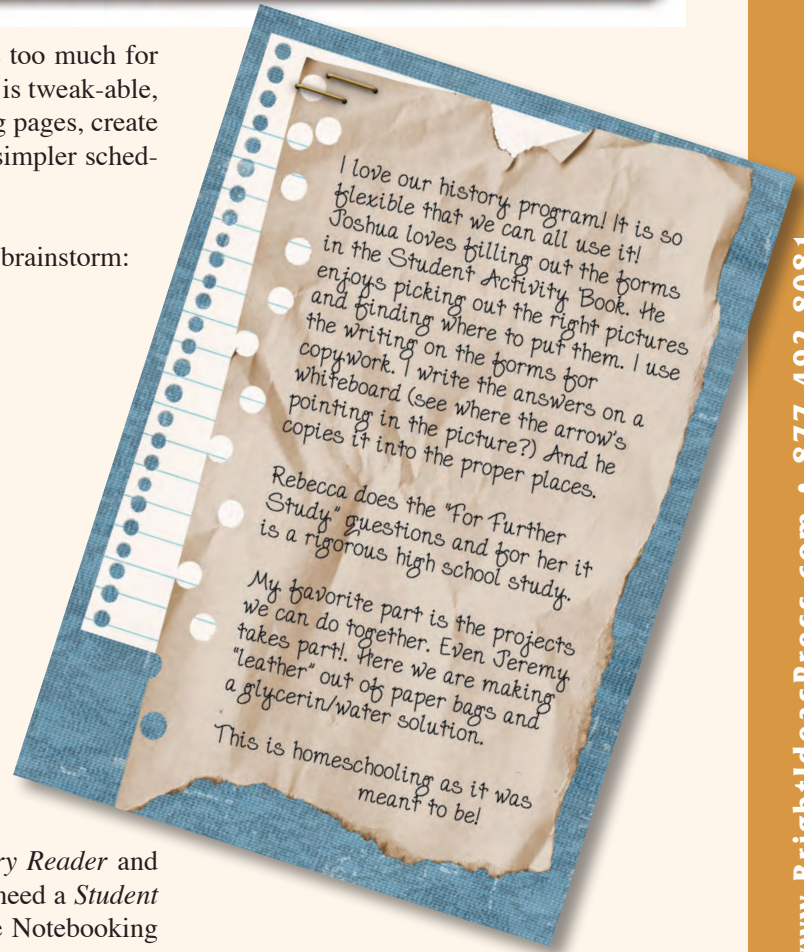 too much for
is tweak-able,
pages, create
simpler sched-
brainstorm:
I love our history program! It is so
flexible that we can all use it!
Joshua loves filling out the forms
in the Student Activity Book. He
enjoys picking out the right pictures
and finding where to put them. I use
the writing on the forms for
copywork. I write the answers on a
whiteboard (see where the arrow's
pointing in the picture?) And he
copies it into the proper places.
Rebecca does the "For Further
Study" questions and for her it
is a rigorous high school study.
My favorite part is the projects
we can do together. Even Jeremy
takes part!. Here we are making
"leather" out of paper bags and
a glycerin/water solution.
This is homeschooling as it was
meant to be!
Reader and
need a Student
Notebooking
www.BrightIdeasPress.com • 877.492.8081